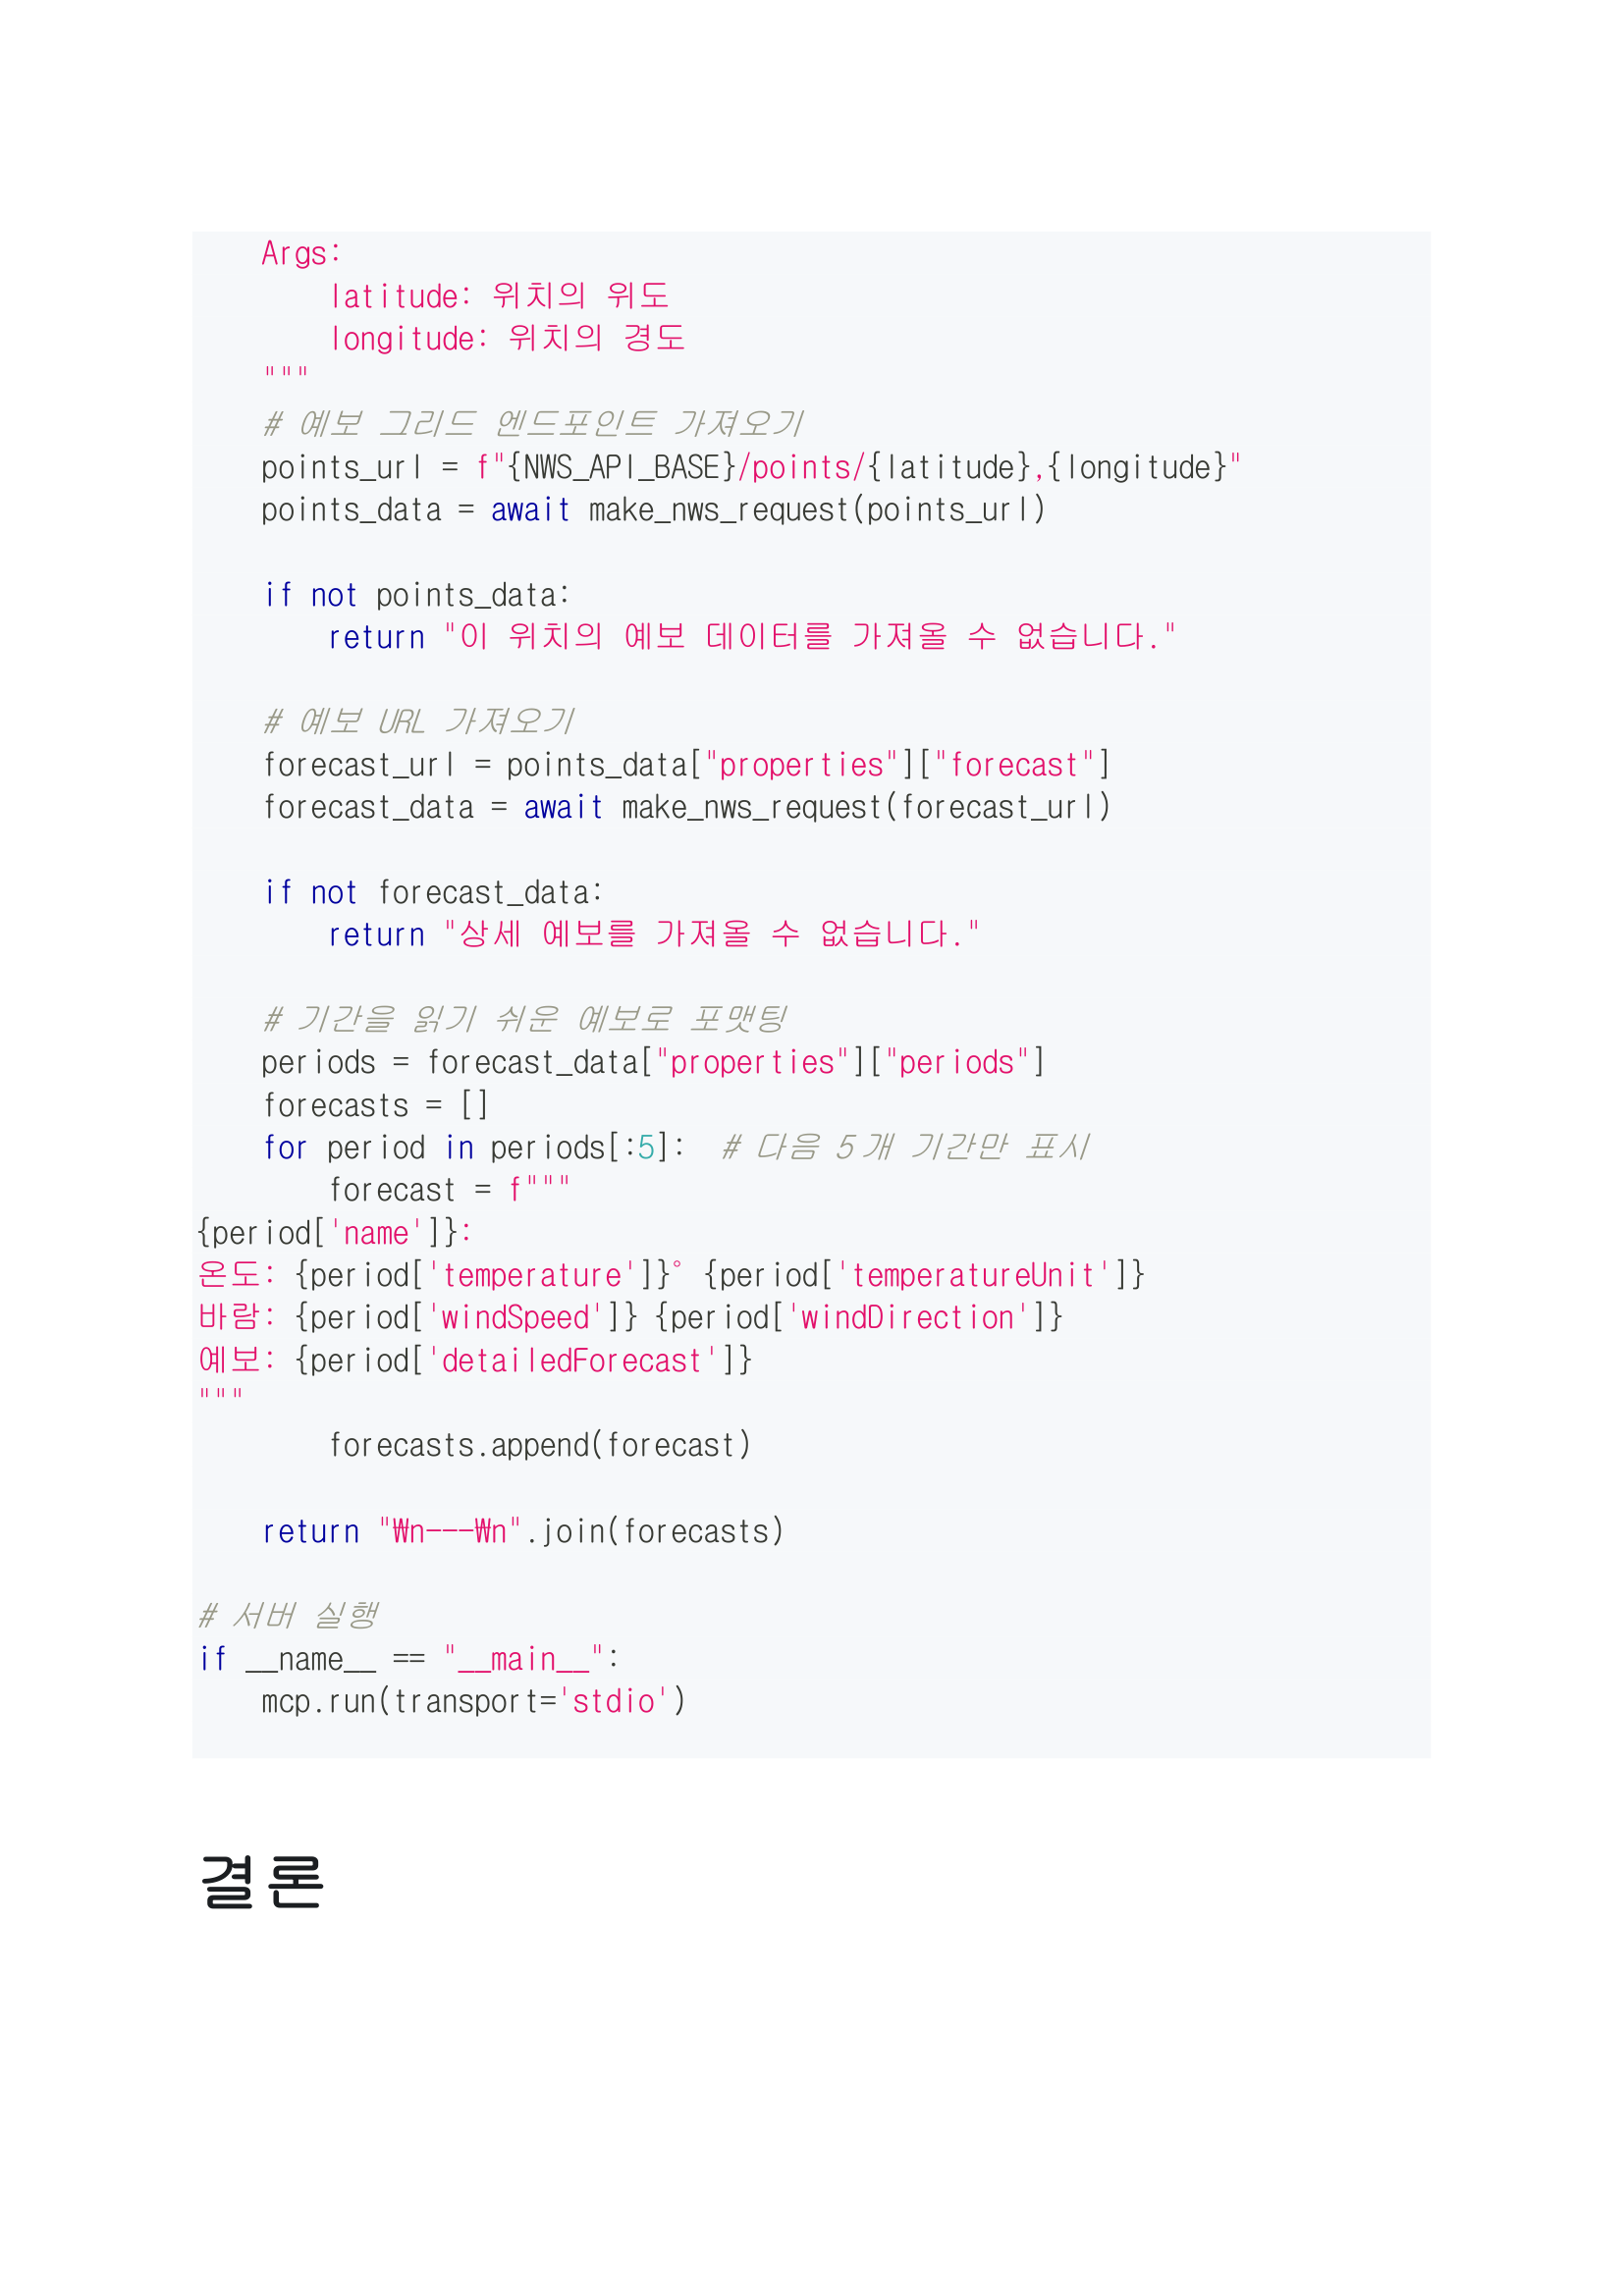 Args:
        latitude: 위치의 위도
        longitude: 위치의 경도
    """
    # 예보 그리드 엔드포인트 가져오기
    points_url = f"{NWS_API_BASE}/points/{latitude},{longitude}"
    points_data = await make_nws_request(points_url)

    if not points_data:
        return "이 위치의 예보 데이터를 가져올 수 없습니다."

    # 예보 URL 가져오기
    forecast_url = points_data["properties"]["forecast"]
    forecast_data = await make_nws_request(forecast_url)

    if not forecast_data:
        return "상세 예보를 가져올 수 없습니다."

    # 기간을 읽기 쉬운 예보로 포맷팅
    periods = forecast_data["properties"]["periods"]
    forecasts = []
    for period in periods[:5]:  # 다음 5개 기간만 표시
        forecast = f"""
{period['name']}:
온도: {period['temperature']}°{period['temperatureUnit']}
바람: {period['windSpeed']} {period['windDirection']}
예보: {period['detailedForecast']}
"""
        forecasts.append(forecast)

    return "₩n---₩n".join(forecasts)

# 서버 실행
if __name__ == "__main__":
    mcp.run(transport='stdio')

결론